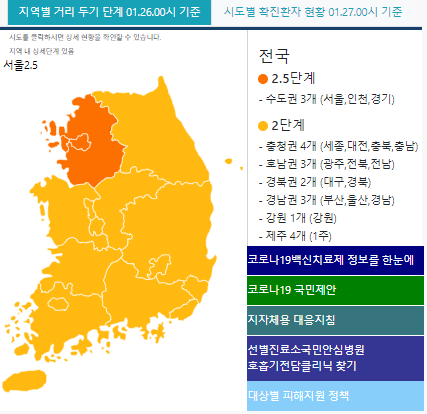 지역별 거리 두기 단계 01.26.00시 기준
시도별 확진환자 현황 01.27.00시 기준
시도를 클릭하시면 상세 현황을 확인할 수 있습니다.
지역 내 상세단계 있음
서울2.5
전국
2.5단계
- 수도권 3개 (서울,인천,경기)
2단계
- 충청권 4개 (세종,대전,충북,충남)
- 호남권 3개 (광주,전북,전남)
- 경북권 2개 (대구,경북)
- 경남권 3개 (부산,울산,경남)
- 강원 1개 (강원)
- 제주 4개 (1주)
코로나19백신치료제 정보를 한눈에
코로나19 국민제안
지자체용 대응지침
선별진료소국민안심병원
호흡기전담클리닉 찾기
대상별 피해지원 정책